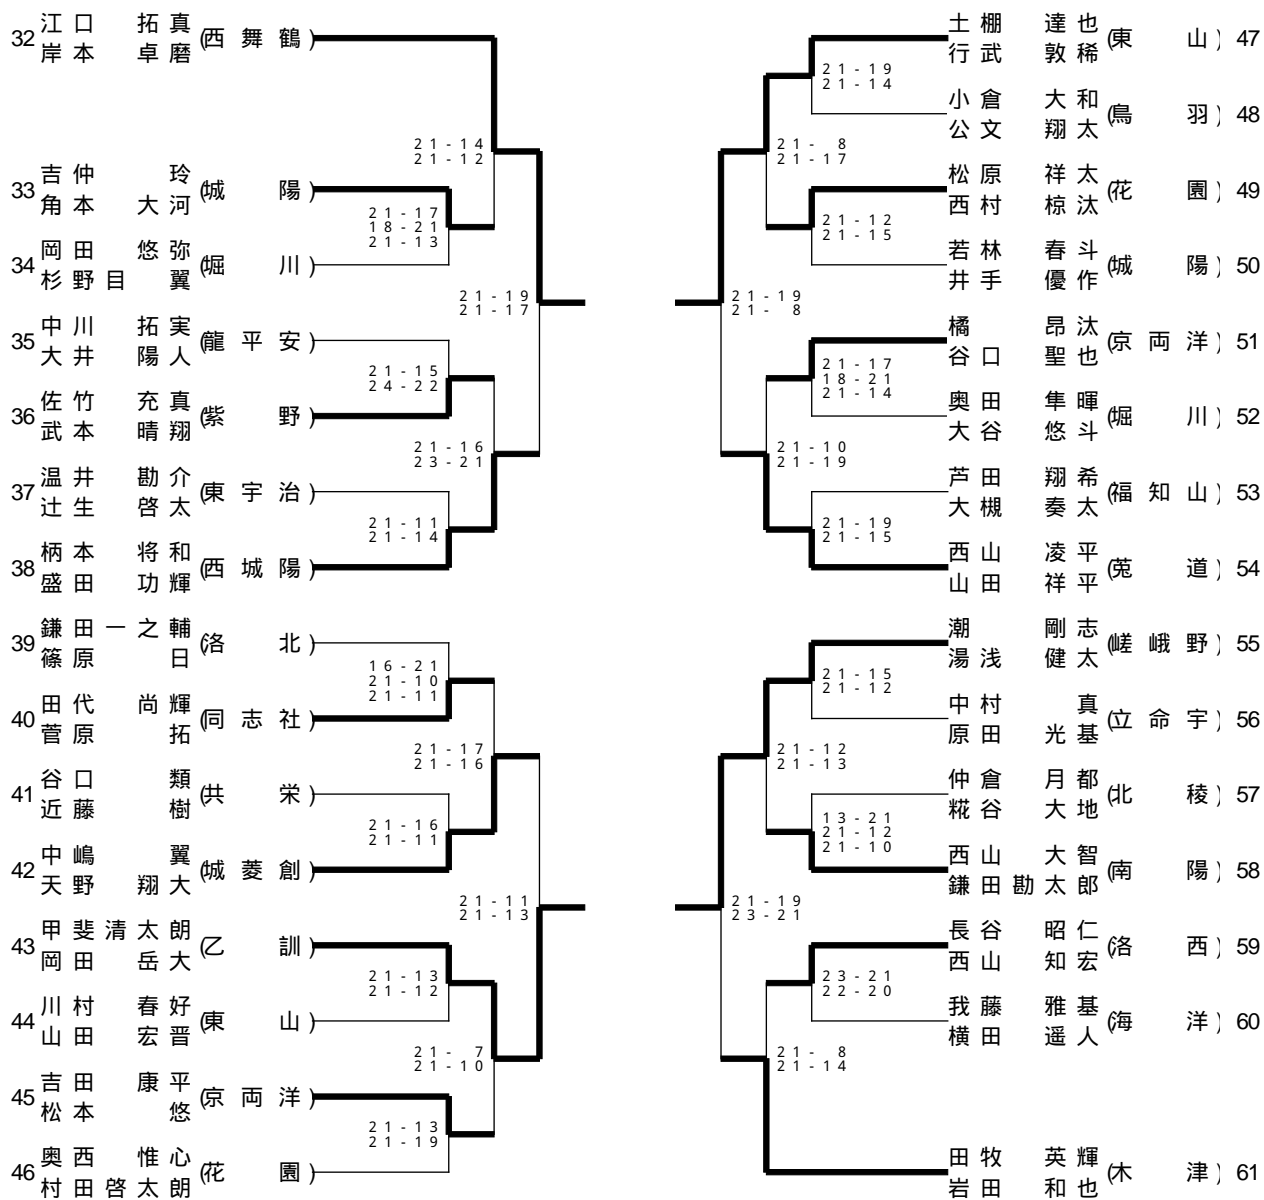 32 江口 拓真 (西舞鶴)
岸本 卓磨
21-14
21-12
33 吉仲 玲 (城陽)
角本 大河
21-17
18-21
21-13
34 岡田 悠弥 (堀川)
杉野目 翼
21-19
21-17
35 中川 拓実 (龍平安)
大井 陽人
21-15
24-22
36 佐竹 充真 (紫野)
武本 晴翔
21-16
23-21
37 温井 勘介 (東宇治)
辻生 啓太
21-11
21-14
38 柄本 将和 (西城陽)
盛田 功輝
39 鎌田一之輔 (洛北)
篠原 日
16-21
21-10
21-11
40 田代 尚輝 (同志社)
菅原 拓
21-17
21-16
41 谷口 類 (共栄)
近藤 樹
21-16
21-11
42 中嶋 翼 (城菱創)
天野 翔大
21-11
21-13
43 甲斐清太朗 (乙訓)
岡田 岳大
21-13
21-12
44 川村 春好 (東山)
山田 宏晋
21- 7
21-10
45 吉田 康平 (京両洋)
松本 悠
21-13
21-19
46 奥西 惟心 (花園)
村田啓太朗
土棚 達也 (東山) 47
行武 敦稀
21-19
21-14
小倉 大和 (鳥羽) 48
公文 翔太
21- 8
21-17
松原 祥太 (花園) 49
西村 椋汰
21-12
21-15
若林 春斗 (城陽) 50
井手 優作
21-19
21- 8
橘 昂汰 (京両洋) 51
谷口 聖也
21-17
18-21
21-14
奥田 隼暉 (堀川) 52
大谷 悠斗
21-10
21-19
芦田 翔希 (福知山) 53
大槻 奏太
21-19
21-15
西山 凌平 (莵道) 54
山田 祥平
潮 剛志 (嵯峨野) 55
湯浅 健太
21-15
21-12
中村 真 (立命宇) 56
原田 光基
21-12
21-13
仲倉 月都 (北稜) 57
糀谷 大地
13-21
21-12
21-10
西山 大智 (南陽) 58
鎌田勘太郎
21-19
23-21
長谷 昭仁 (洛西) 59
西山 知宏
23-21
22-20
我藤 雅基 (海洋) 60
横田 遥人
21- 8
21-14
田牧 英輝 (木津) 61
岩田 和也